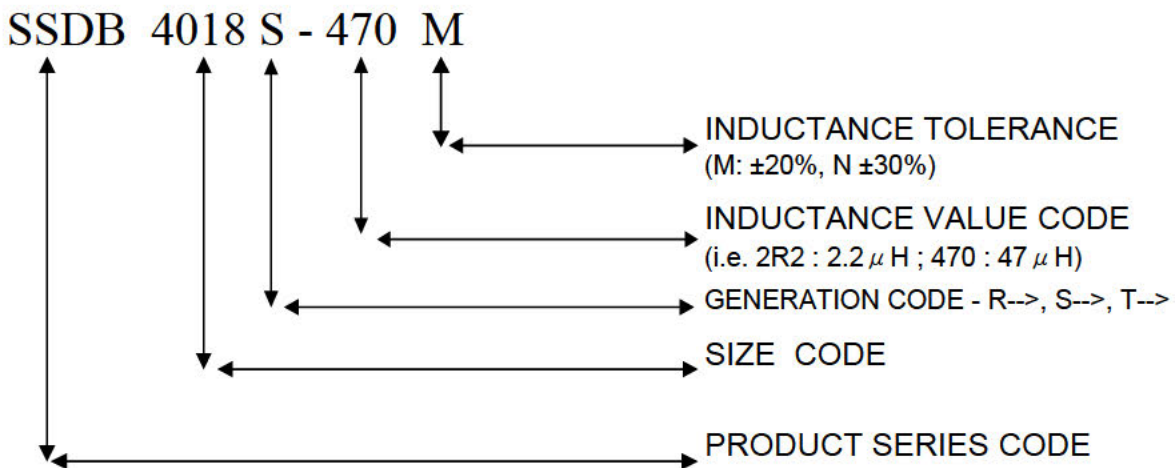 SSDB 4018 S - 470 M
INDUCTANCE TOLERANCE
(M: ±20%, N ±30%)
INDUCTANCE VALUE CODE
(i.e. 2R2 : 2.2 μ H ; 470 : 47 μ H)
GENERATION CODE - R-->, S-->, T-->
SIZE CODE
PRODUCT SERIES CODE